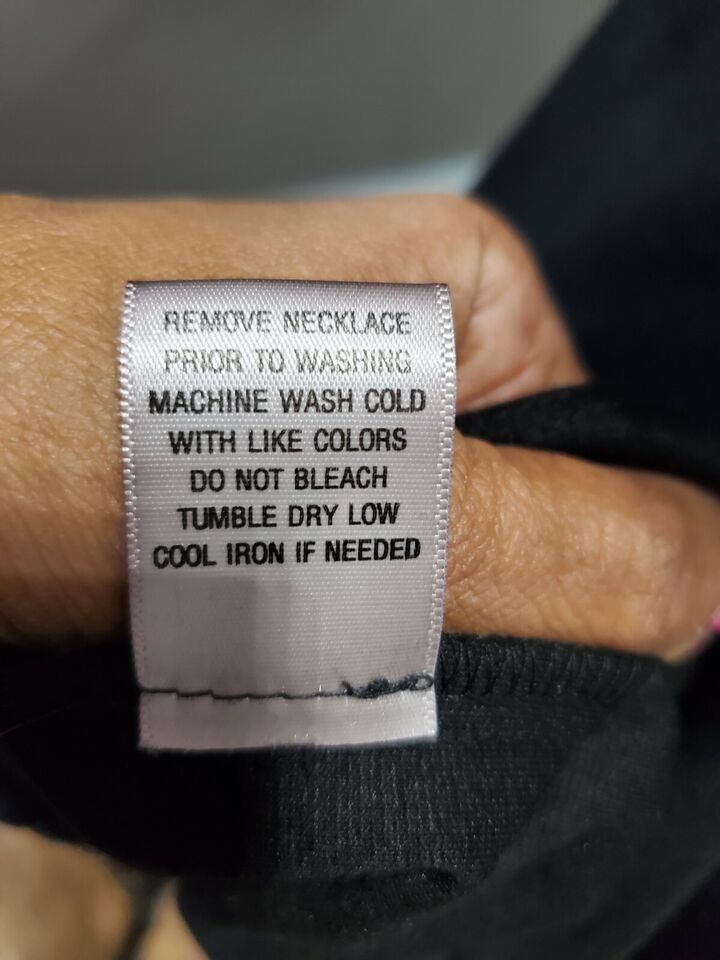 REMOVE NECKLACE
PRIOR TO WASHING
MACHINE WASH COLD
WITH LIKE COLORS
DO NOT BLEACH
TUMBLE DRY LOW
COOL IRON IF NEEDED